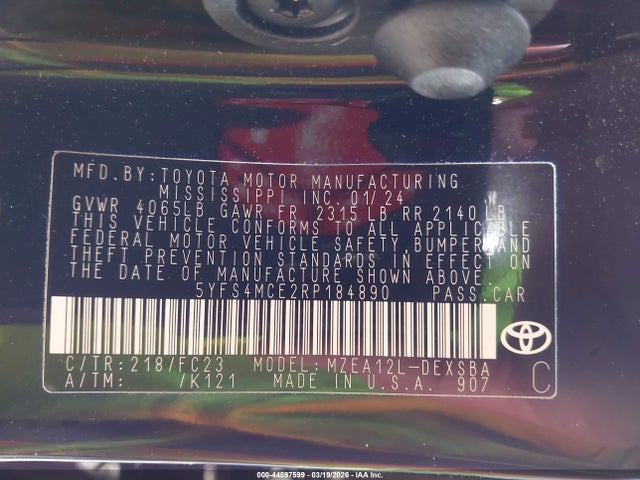 MFD.BY: TOYOTA MOTOR MANUFACTURING
MISSISSIPPI INC. 01/24
GVWR 4065LB GAWR FR 2315 LB RR 2140 LB
THIS VEHICLE CONFORMS TO ALL APPLICABLE
FEDERAL MOTOR VEHICLE SAFETY, BUMPER, AND
THEFT PREVENTION STANDARDS IN EFFECT ON
THE DATE OF MANUFACTURE SHOWN ABOVE.
5YFS4MCE2RP184890 PASS.CAR
C/TR: 218/FC23 MODEL: MZEA12L-DEXSBA
A/TM: /K121 MADE IN U.S.A. 907
C
000-44597599 - 03/19/2026 - IAA Inc.